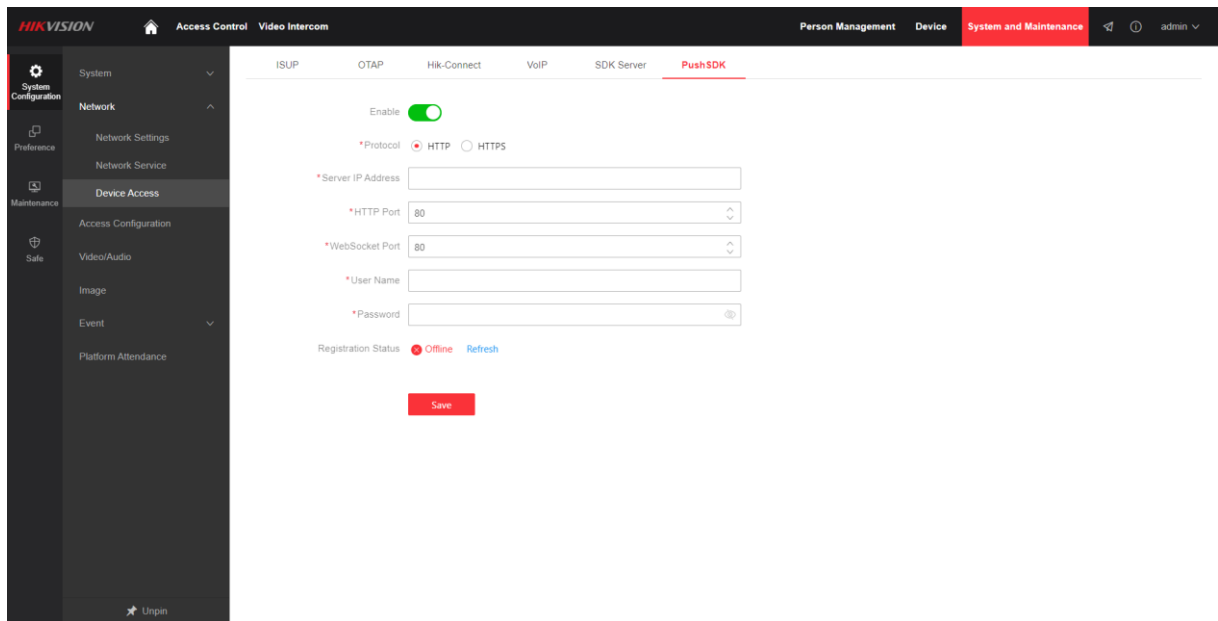 HIKVISION Access Control Video Intercom Person Management Device System and Maintenance admin
System Configuration
Preference
Maintenance
Safe
System
Network
Network Settings
Network Service
Device Access
Access Configuration
Video/Audio
Image
Event
Platform Attendance
Unpin
ISUP OTAP Hik-Connect VoIP SDK Server PushSDK
Enable
*Protocol HTTP HTTPS
*Server IP Address
*HTTP Port 80
*WebSocket Port 80
*User Name
*Password
Registration Status Offline Refresh
Save